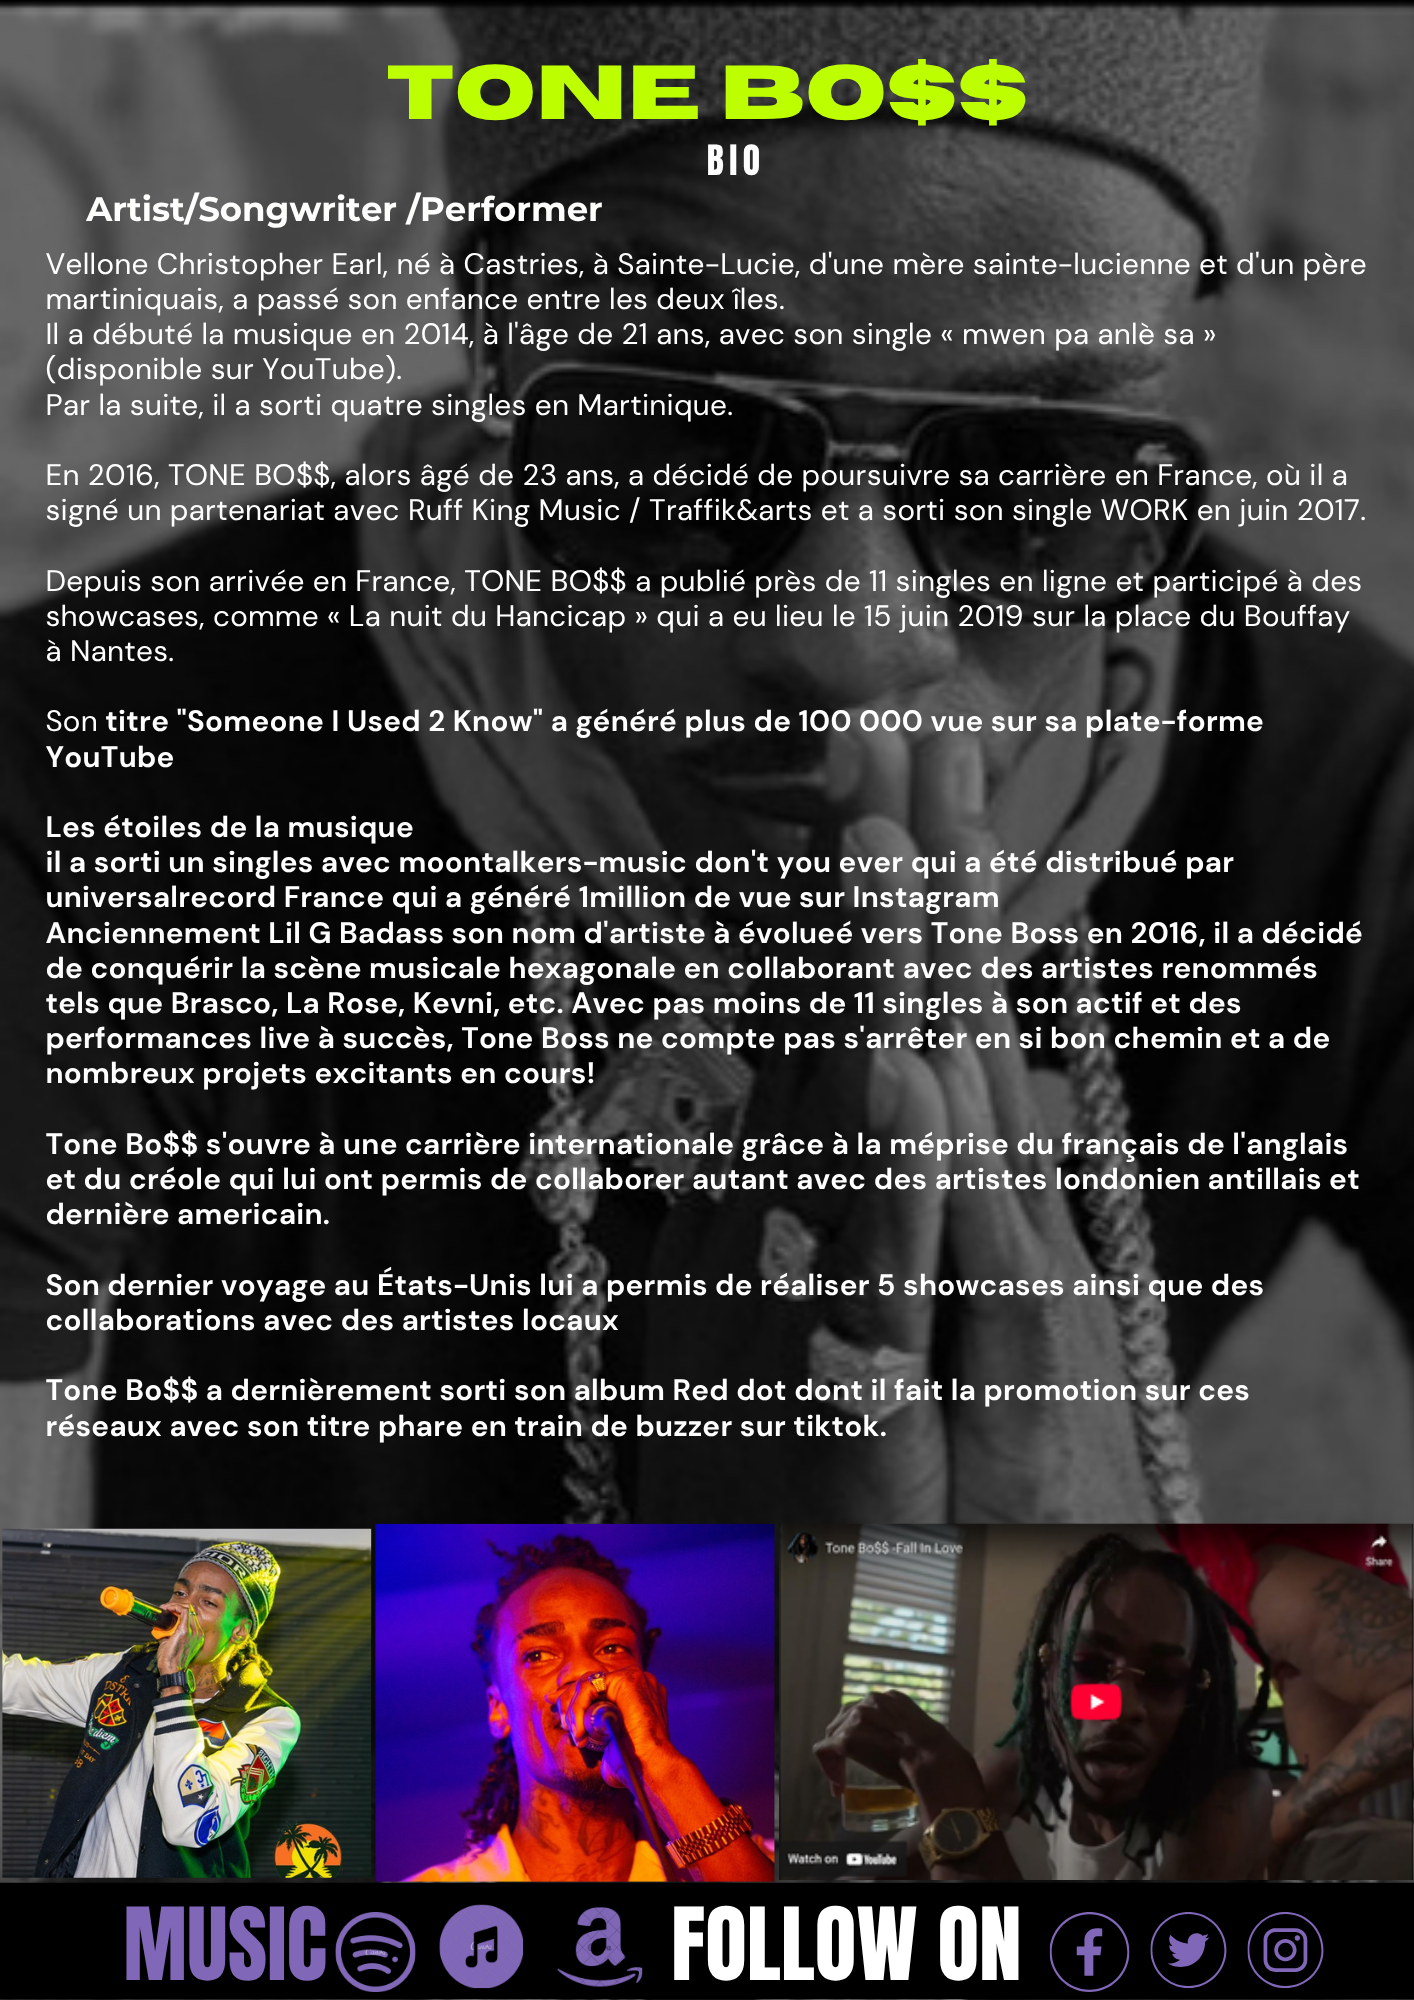 TONE BO$$
BIO
Artist/Songwriter /Performer
Vellone Christopher Earl, né à Castries, à Sainte-Lucie, d'une mère sainte-lucienne et d'un père
martiniquais, a passé son enfance entre les deux îles.
Il a débuté la musique en 2014, à l'âge de 21 ans, avec son single « mwen pa anlè sa »
(disponible sur YouTube).
Par la suite, il a sorti quatre singles en Martinique.
En 2016, TONE BO$$, alors âgé de 23 ans, a décidé de poursuivre sa carrière en France, où il a
signé un partenariat avec Ruff King Music / Traffik&arts et a sorti son single WORK en juin 2017.
Depuis son arrivée en France, TONE BO$$ a publié près de 11 singles en ligne et participé à des
showcases, comme « La nuit du Hancicap » qui a eu lieu le 15 juin 2019 sur la place du Bouffay
à Nantes.
Son titre "Someone I Used 2 Know" a généré plus de 100 000 vue sur sa plate-forme
YouTube
Les étoiles de la musique
il a sorti un singles avec moontalkers-music don't you ever qui a été distribué par
universalrecord France qui a généré 1million de vue sur Instagram
Anciennement Lil G Badass son nom d'artiste à évolueé vers Tone Boss en 2016, il a décidé
de conquérir la scène musicale hexagonale en collaborant avec des artistes renommés
tels que Brasco, La Rose, Kevni, etc. Avec pas moins de 11 singles à son actif et des
performances live à succès, Tone Boss ne compte pas s'arrêter en si bon chemin et a de
nombreux projets excitants en cours!
Tone Bo$$ s'ouvre à une carrière internationale grâce à la méprise du français de l'anglais
et du créole qui lui ont permis de collaborer autant avec des artistes londonien antillais et
dernière americain.
Son dernier voyage au États-Unis lui a permis de réaliser 5 showcases ainsi que des
collaborations avec des artistes locaux
Tone Bo$$ a dernièrement sorti son album Red dot dont il fait la promotion sur ces
réseaux avec son titre phare en train de buzzer sur tiktok.
Tone Bo$$ -Fall In Love
Share
DIOR
Watch on YouTube
MUSIC
FOLLOW ON